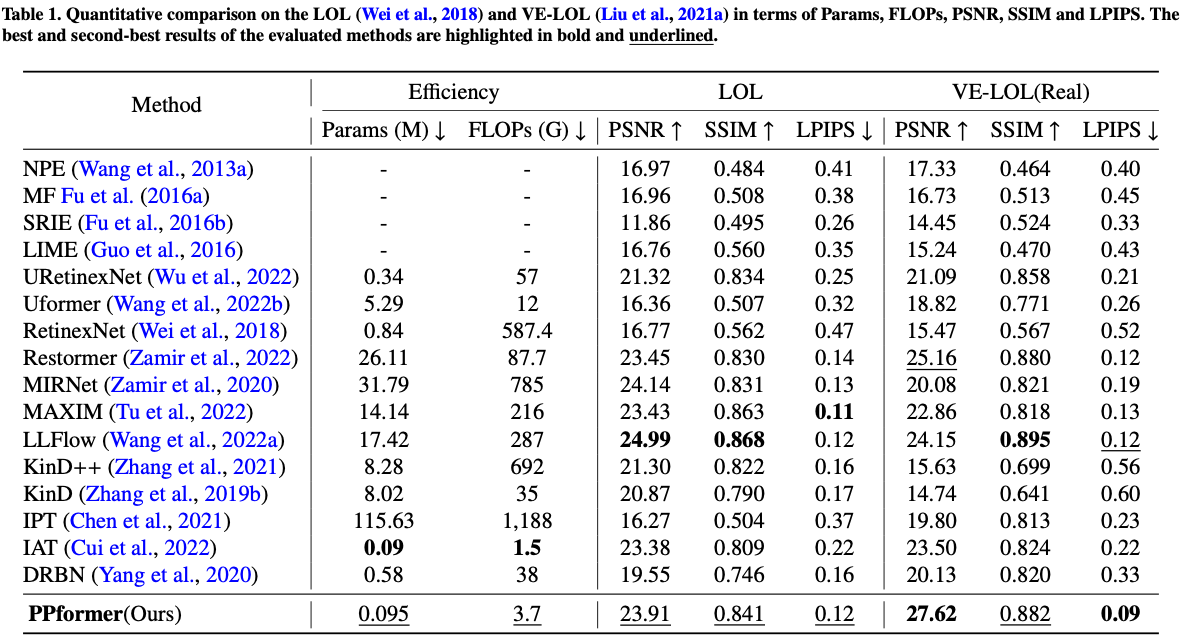 Table 1. Quantitative comparison on the LOL (Wei et al., 2018) and VE-LOL (Liu et al., 2021a) in terms of Params, FLOPs, PSNR, SSIM and LPIPS. The
best and second-best results of the evaluated methods are highlighted in bold and underlined.
Method Efficiency LOL VE-LOL(Real)
Params (M) ↓ FLOPs (G) ↓ PSNR ↑ SSIM ↑ LPIPS ↓ PSNR ↑ SSIM ↑ LPIPS ↓
NPE (Wang et al., 2013a) - - 16.97 0.484 0.41 17.33 0.464 0.40
MF Fu et al. (2016a) - - 16.96 0.508 0.38 16.73 0.513 0.45
SRIE (Fu et al., 2016b) - - 11.86 0.495 0.26 14.45 0.524 0.33
LIME (Guo et al., 2016) - - 16.76 0.560 0.35 15.24 0.470 0.43
URetinexNet (Wu et al., 2022) 0.34 57 21.32 0.834 0.25 21.09 0.858 0.21
Uformer (Wang et al., 2022b) 5.29 12 16.36 0.507 0.32 18.82 0.771 0.26
RetinexNet (Wei et al., 2018) 0.84 587.4 16.77 0.562 0.47 15.47 0.567 0.52
Restormer (Zamir et al., 2022) 26.11 87.7 23.45 0.830 0.14 25.16 0.880 0.12
MIRNet (Zamir et al., 2020) 31.79 785 24.14 0.831 0.13 20.08 0.821 0.19
MAXIM (Tu et al., 2022) 14.14 216 23.43 0.863 0.11 22.86 0.818 0.13
LLFlow (Wang et al., 2022a) 17.42 287 24.99 0.868 0.12 24.15 0.895 0.12
KinD++ (Zhang et al., 2021) 8.28 692 21.30 0.822 0.16 15.63 0.699 0.56
KinD (Zhang et al., 2019b) 8.02 35 20.87 0.790 0.17 14.74 0.641 0.60
IPT (Chen et al., 2021) 115.63 1,188 16.27 0.504 0.37 19.80 0.813 0.23
IAT (Cui et al., 2022) 0.09 1.5 23.38 0.809 0.22 23.50 0.824 0.22
DRBN (Yang et al., 2020) 0.58 38 19.55 0.746 0.16 20.13 0.820 0.33
PPformer(Ours) 0.095 3.7 23.91 0.841 0.12 27.62 0.882 0.09